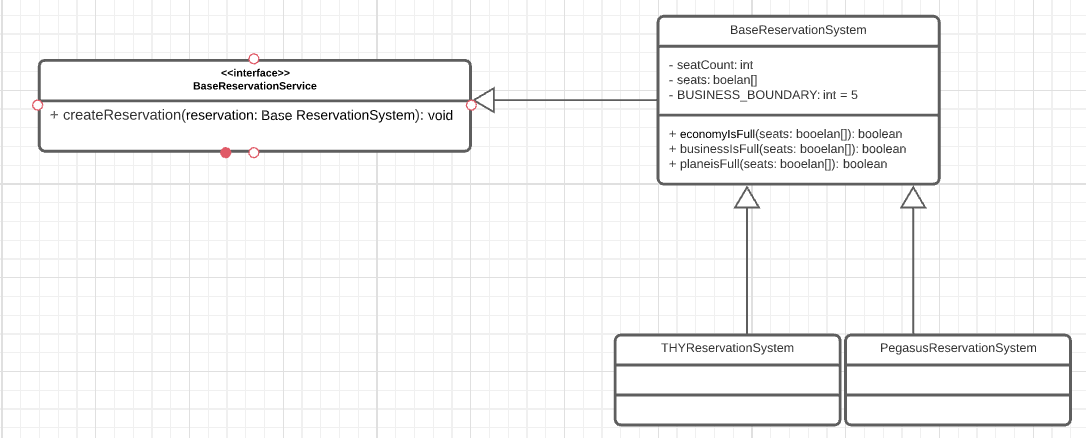 <<interface>>
BaseReservationService
+ createReservation(reservation: Base ReservationSystem): void
BaseReservationSystem
- seatCount: int
- seats: boelan[]
- BUSINESS_BOUNDARY: int = 5
+ economyIsFull(seats: booelan[]): boolean
+ businessIsFull(seats: booelan[]): boolean
+ planeisFull(seats: booelan[]): boolean
THYReservationSystem
PegasusReservationSystem